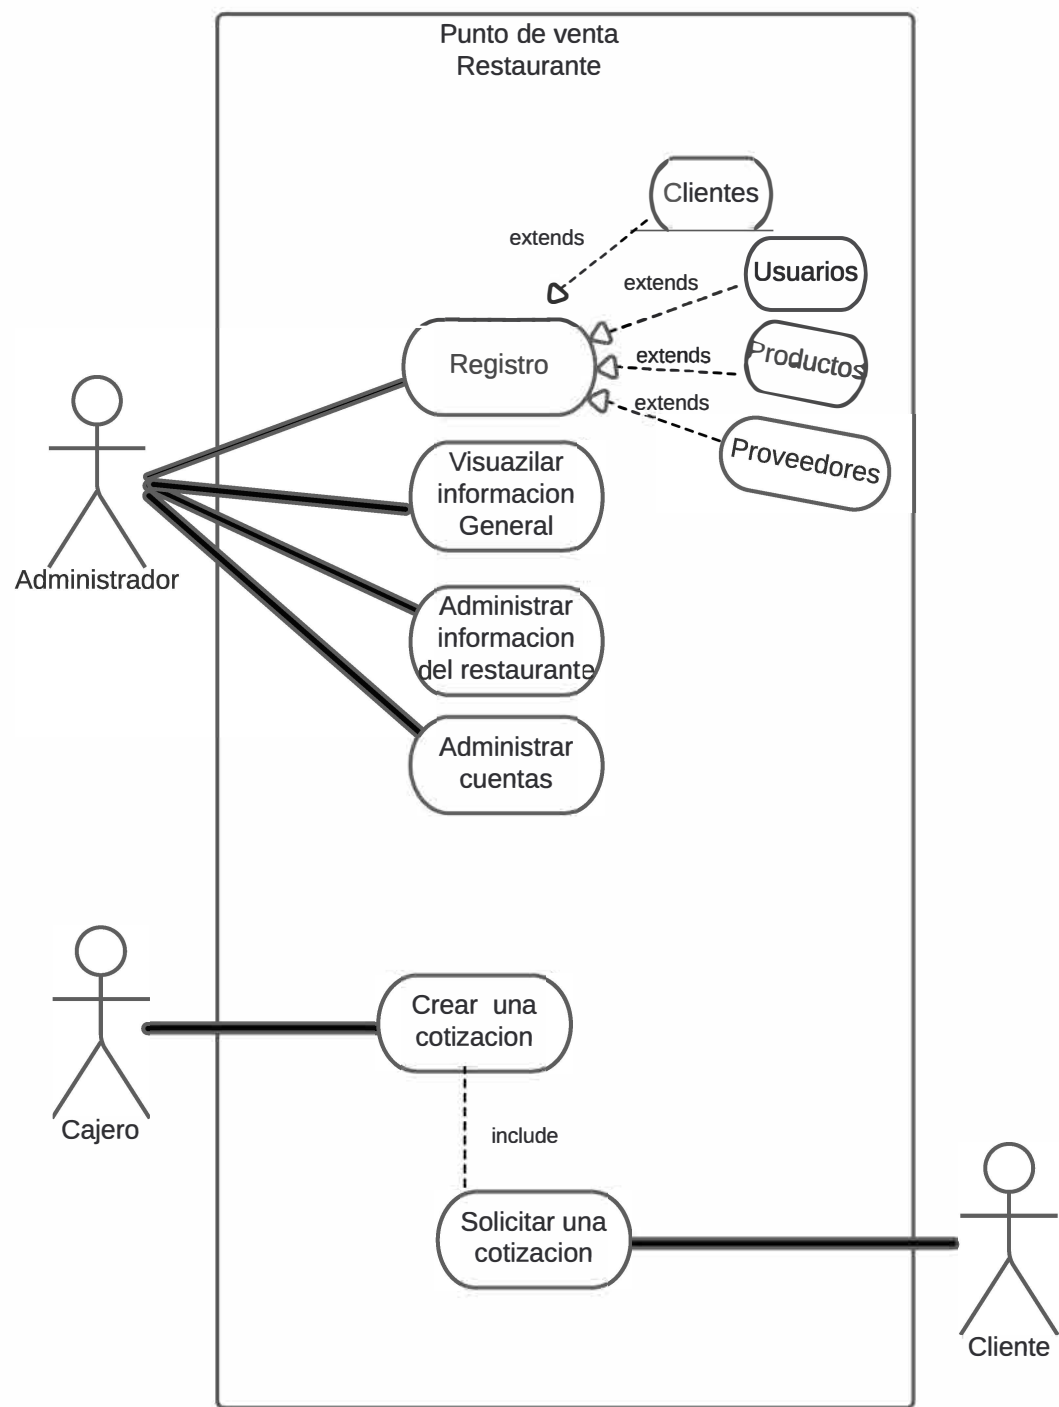 Punto de venta
Restaurante
Clientes
extends
Usuarios
extends
Productos
extends
Registro
extends
Proveedores
Visuazilar
informacion
General
Administrador
Administrar
informacion
del restaurante
Administrar
cuentas
Crear una
cotizacion
Cajero
include
Solicitar una
cotizacion
Cliente